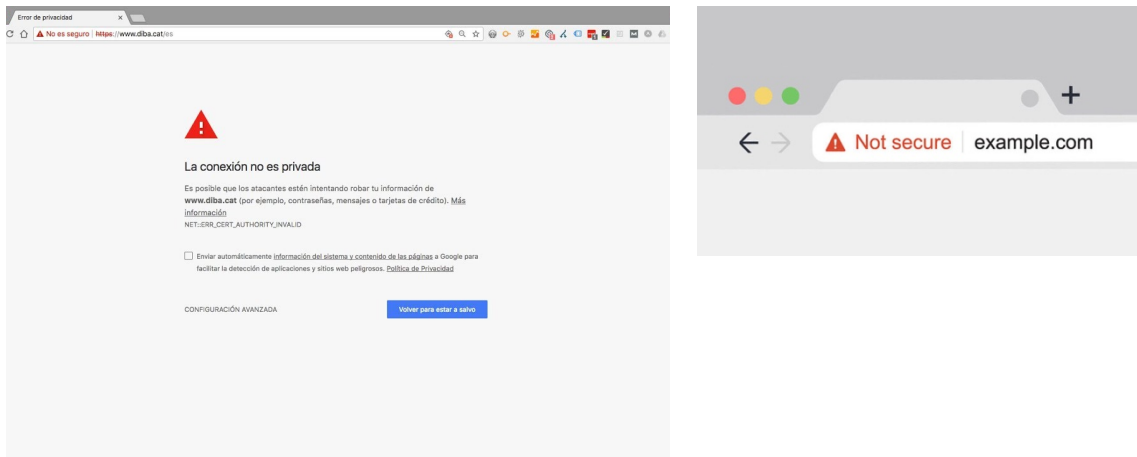 Error de privacidad
No es seguro | https://www.diba.cat/es
La conexión no es privada
Es posible que los atacantes estén intentando robar tu información de
www.diba.cat (por ejemplo, contraseñas, mensajes o tarjetas de crédito). Más
información
NET::ERR_CERT_AUTHORITY_INVALID
Enviar automáticamente información del sistema y contenido de las páginas a Google para
facilitar la detección de aplicaciones y sitios web peligrosos. Política de Privacidad
CONFIGURACIÓN AVANZADA
Volver para estar a salvo
Not secure
example.com